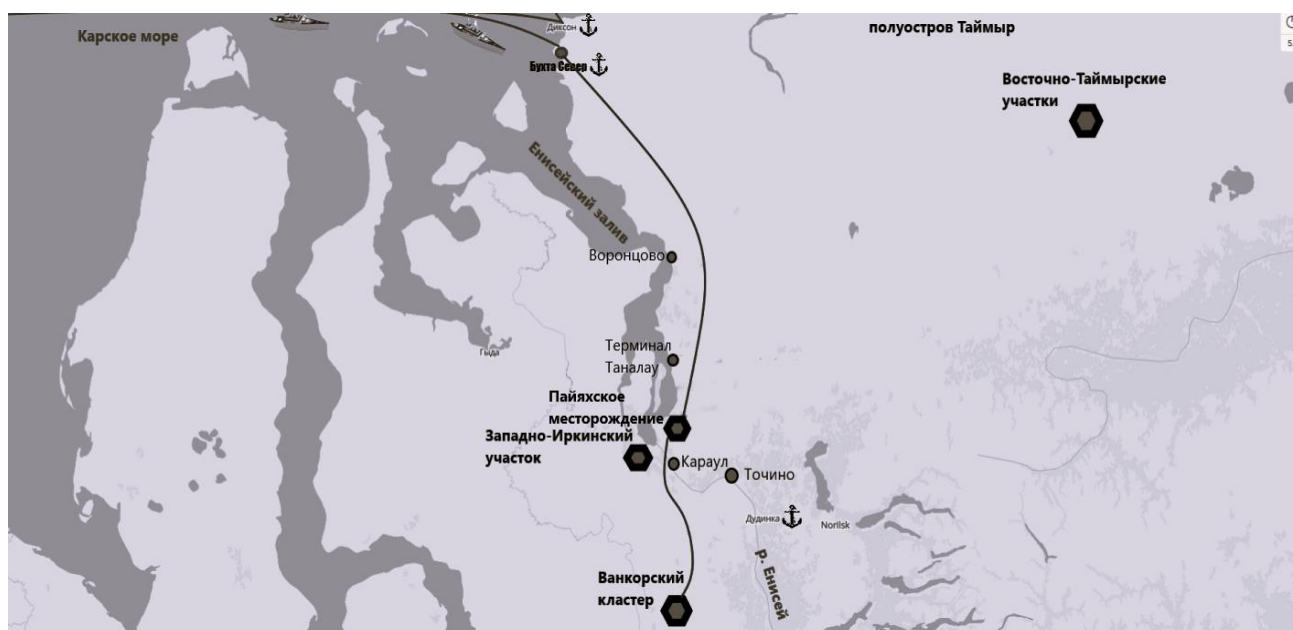 Диксон
Карское море
полуостров Таймыр
Бухта Север
Восточно-Таймырские
участки
Енисейский залив
Воронцово
Терминал
Таналау
Гыда
Пайяхское
месторождение
Западно-Иркинский
участок
Караул
Точино
Дудинка
Norilsk
р. Енисей
Ванкорский
кластер